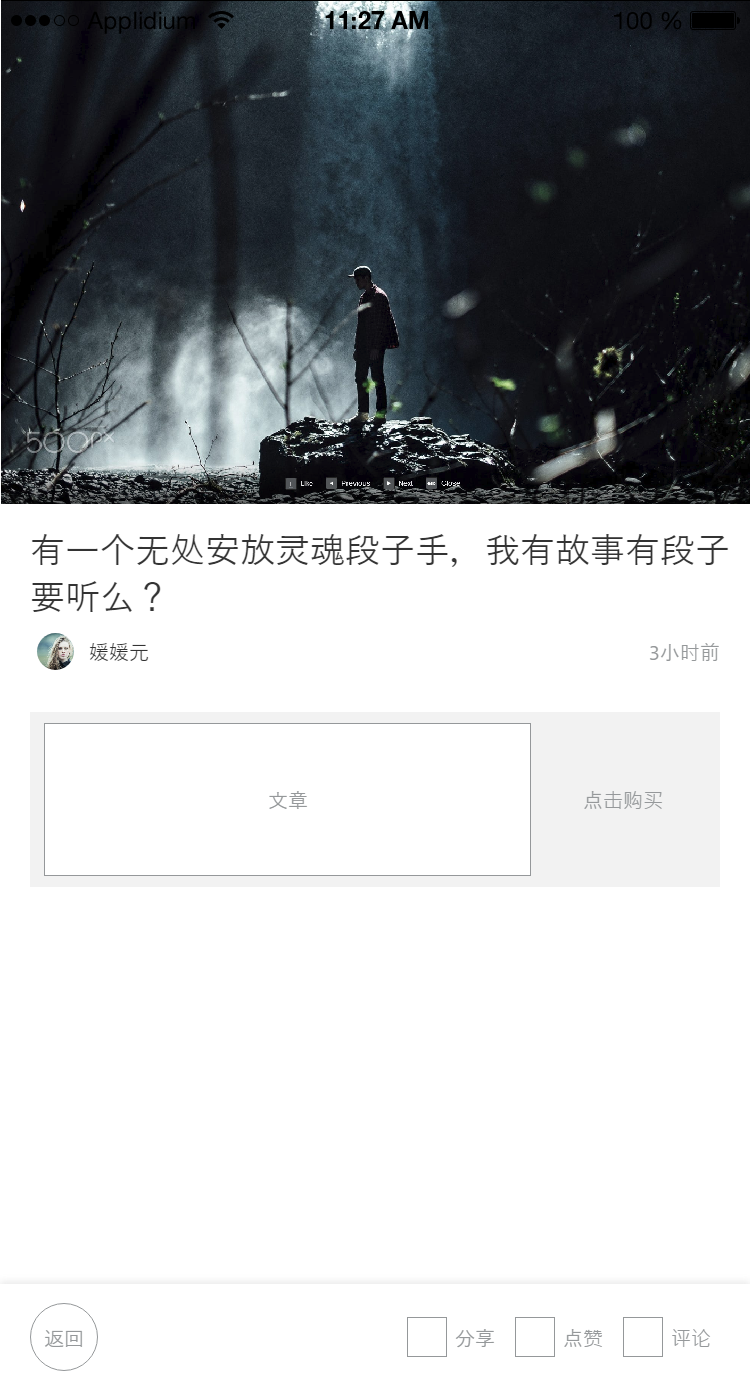 Applidium 11:27 AM 100 %
500px
Like Previous Next Close
有一个无处安放灵魂段子手，我有故事有段子
要听么？
媛媛元 3小时前
文章 点击购买
返回 分享 点赞 评论